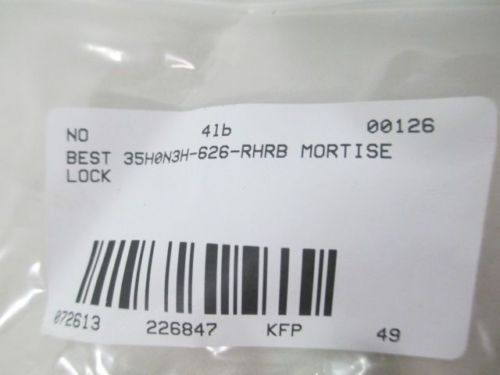 NO 41b 00126
BEST 35H0N3H-626-RHRB MORTISE
LOCK
072613 226847 KFP 49